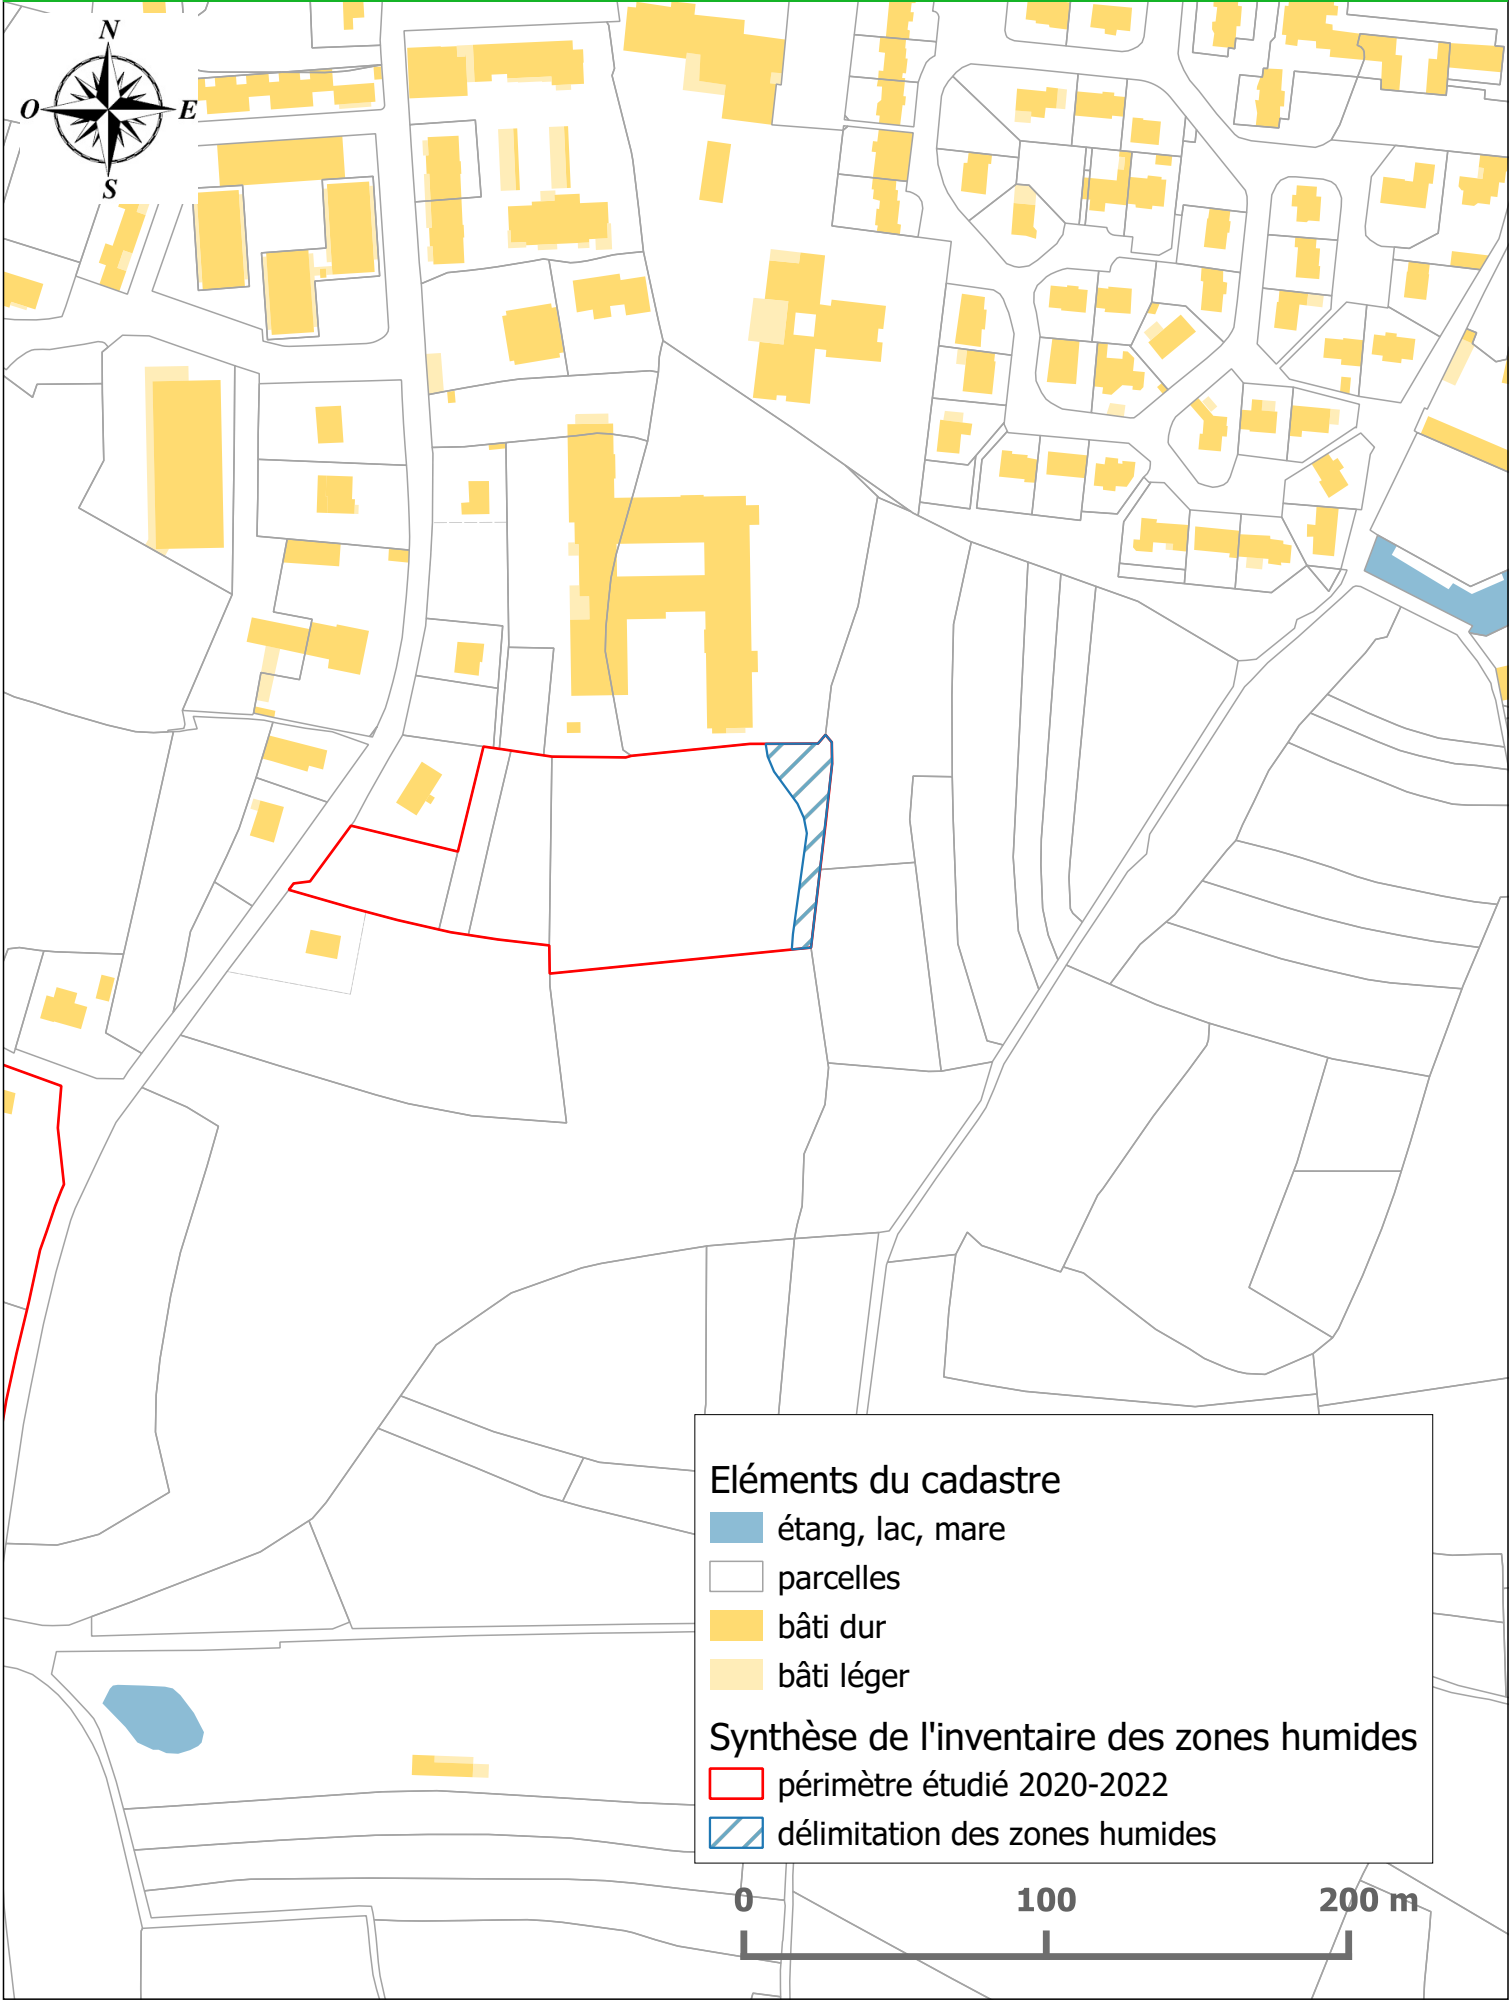 N
O E
S
Eléments du cadastre
étang, lac, mare
parcelles
bâti dur
bâti léger
Synthèse de l'inventaire des zones humides
périmètre étudié 2020-2022
délimitation des zones humides
0 100 200 m